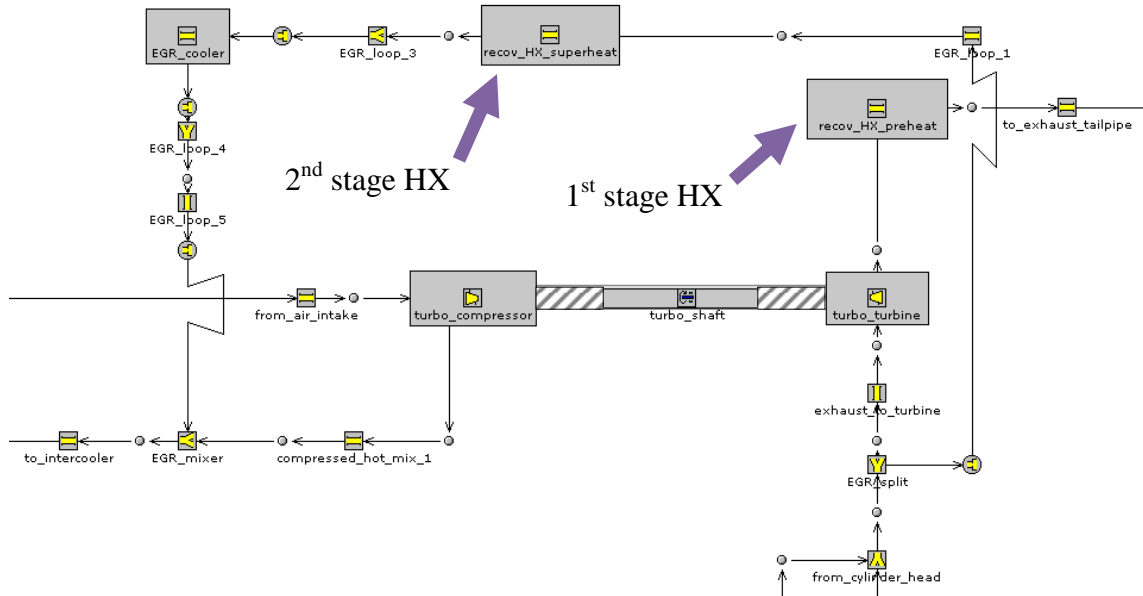 EGR_cooler
EGR_loop_3
recov_HX_superheat
EGR_loop_1
recov_HX_preheat
to_exhaust_tailpipe
EGR_loop_4
2nd stage HX
1st stage HX
EGR_loop_5
from_air_intake
turbo_compressor
turbo_shaft
turbo_turbine
exhaust_to_turbine
to_intercooler
EGR_mixer
compressed_hot_mix_1
EGR_split
from_cylinder_head